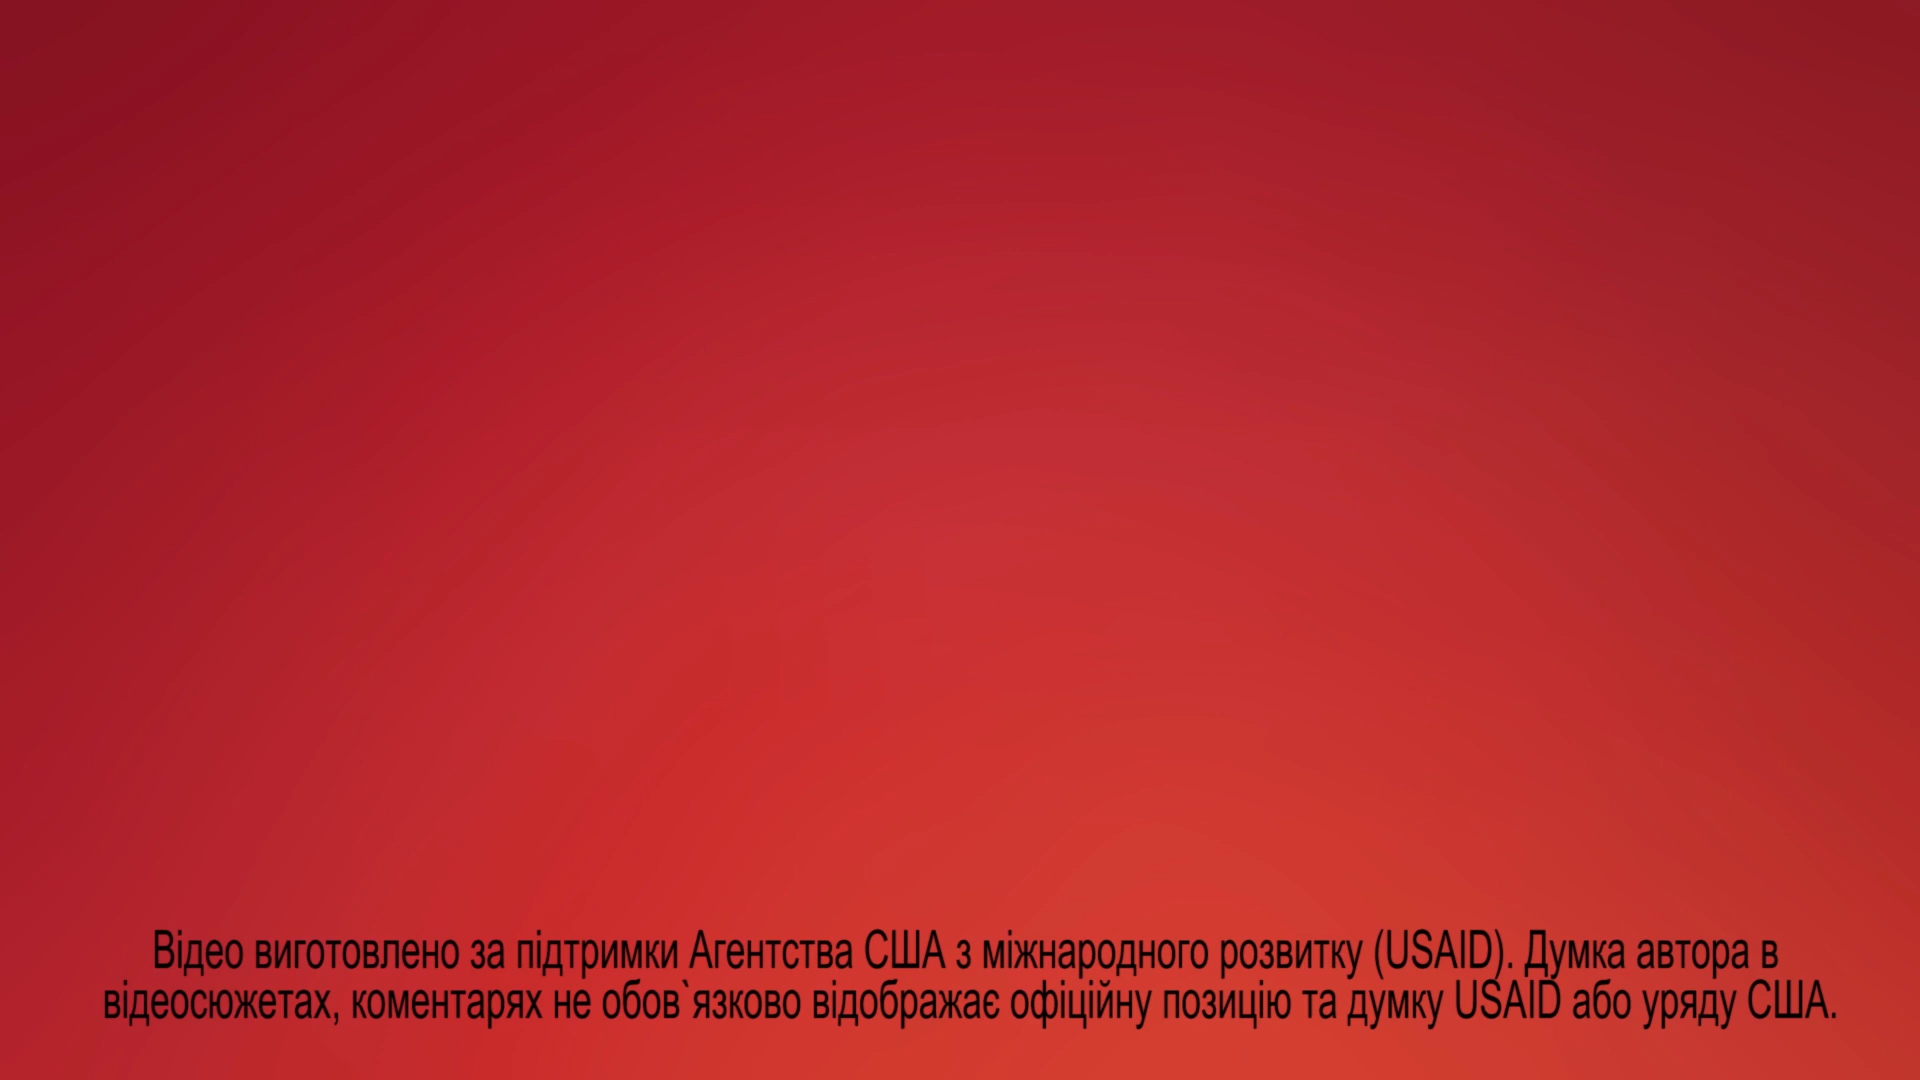 Відео виготовлено за підтримки Агентства США з міжнародного розвитку (USAID). Думка автора в
відеосюжетах, коментарях не обов`язково відображає офіційну позицію та думку USAID або уряду США.